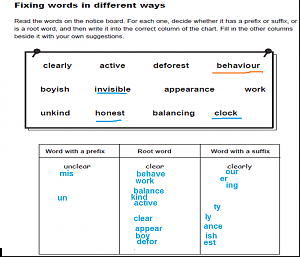 Fixing words in different ways
Read the words on the notice board. For each one, decide whether it has a prefix or suffix, or
is a root word, and then write it into the correct column of the chart. Fill in the other columns
beside it with your own suggestions.
clearly active deforest behaviour
boyish invisible appearance work
unkind honest balancing clock
Word with a prefix Root word Word with a suffix
unclear clear clearly
mis behave our
work er
balance ing
un kind
active
ty
clear ly
appear ance
boy ish
defor est